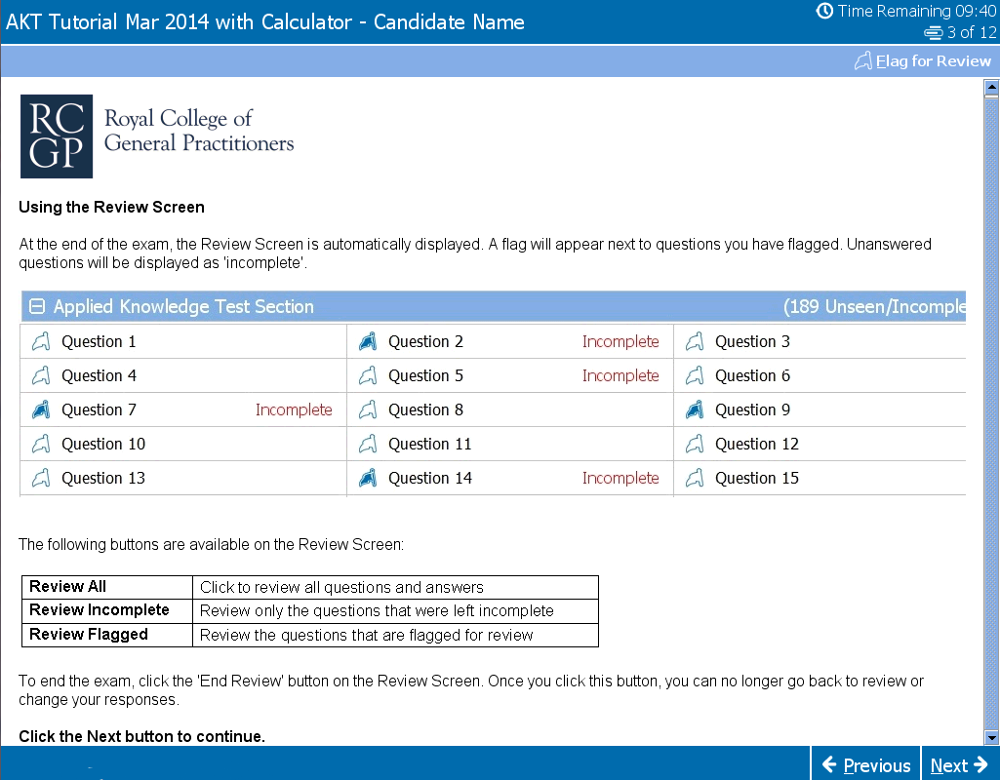 AKT Tutorial Mar 2014 with Calculator - Candidate Name
Time Remaining 09:40
3 of 12
Flag for Review
RC
GP
Royal College of
General Practitioners
Using the Review Screen
At the end of the exam, the Review Screen is automatically displayed. A flag will appear next to questions you have flagged. Unanswered
questions will be displayed as 'incomplete'.
Applied Knowledge Test Section (189 Unseen/Incomple
Question 1 Question 2 Incomplete Question 3
Question 4 Question 5 Incomplete Question 6
Question 7 Incomplete Question 8 Question 9
Question 10 Question 11 Question 12
Question 13 Question 14 Incomplete Question 15
The following buttons are available on the Review Screen:
Review All Click to review all questions and answers
Review Incomplete Review only the questions that were left incomplete
Review Flagged Review the questions that are flagged for review
To end the exam, click the 'End Review' button on the Review Screen. Once you click this button, you can no longer go back to review or
change your responses.
Click the Next button to continue.
Previous Next